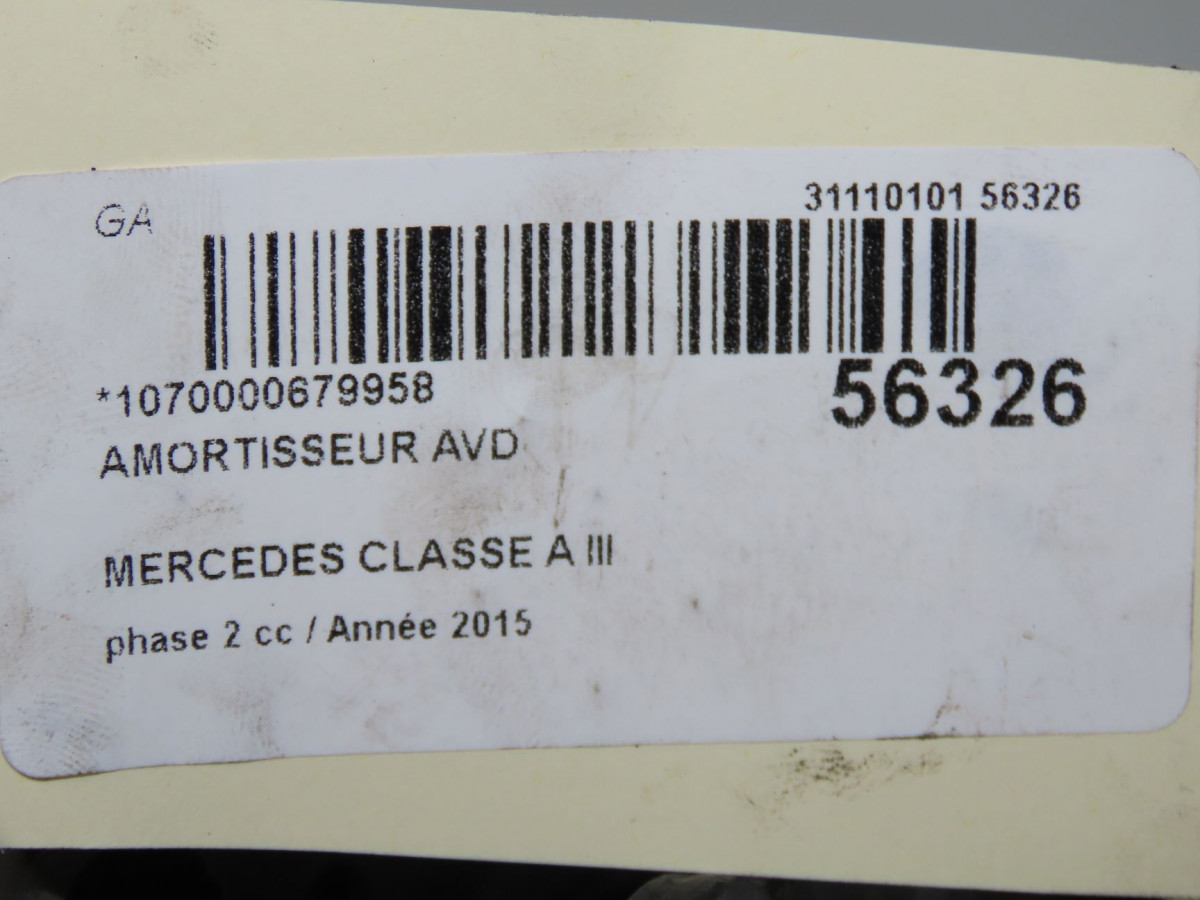 GA
31110101 56326
*1070000679958
56326
AMORTISSEUR AVD
MERCEDES CLASSE A III
phase 2 cc / Année 2015